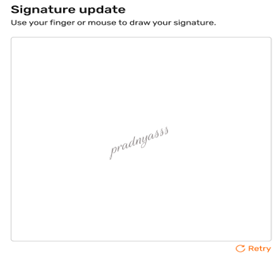 Signature update
Use your finger or mouse to draw your signature.
pradnyasss
Retry